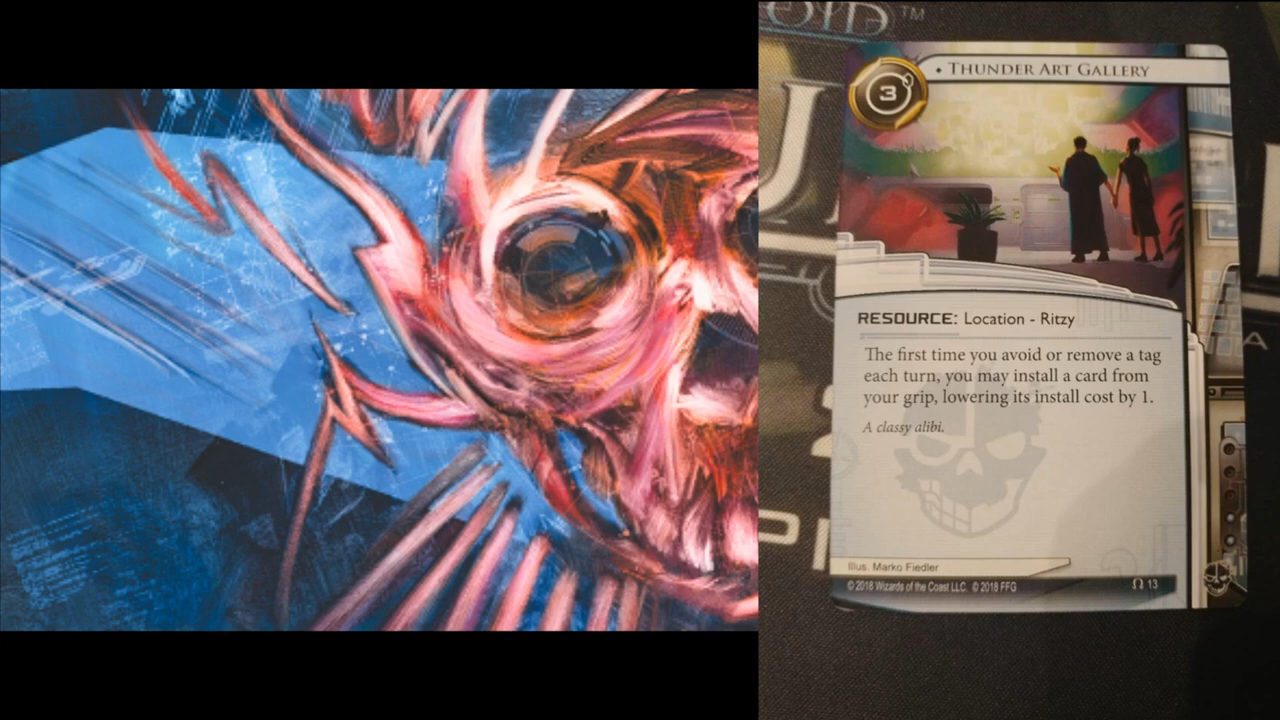 THUNDER ART GALLERY
3
RESOURCE: Location - Ritzy
The first time you avoid or remove a tag
each turn, you may install a card from
your grip, lowering its install cost by 1.
A classy alibi.
Illus. Marko Fiedler
© 2018 Wizards of the Coast LLC. © 2018 FFG
Ω 13